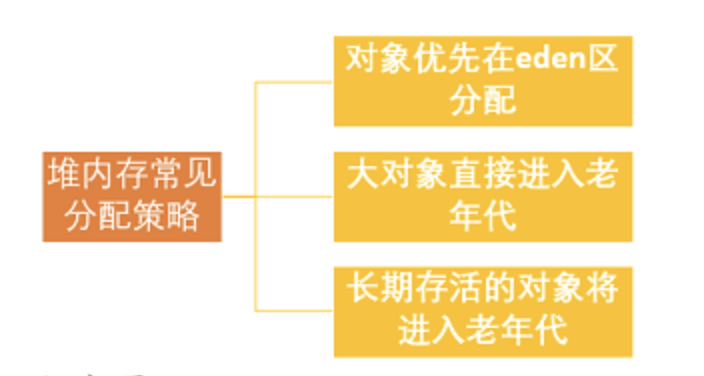 堆内存常见
分配策略
对象优先在eden区
分配
大对象直接进入老
年代
长期存活的对象将
进入老年代